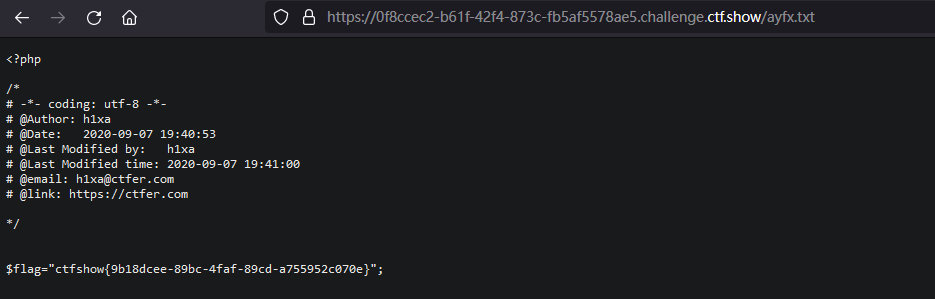 https://0f8ccec2-b61f-42f4-873c-fb5af5578ae5.challenge.ctf.show/ayfx.txt
<?php
/*
# -*- coding: utf-8 -*-
# @Author: h1xa
# @Date:   2020-09-07 19:40:53
# @Last Modified by:   h1xa
# @Last Modified time: 2020-09-07 19:41:00
# @email: h1xa@ctfer.com
# @link: https://ctfer.com
*/
$flag="ctfshow{9b18dcee-89bc-4faf-89cd-a755952c070e}";